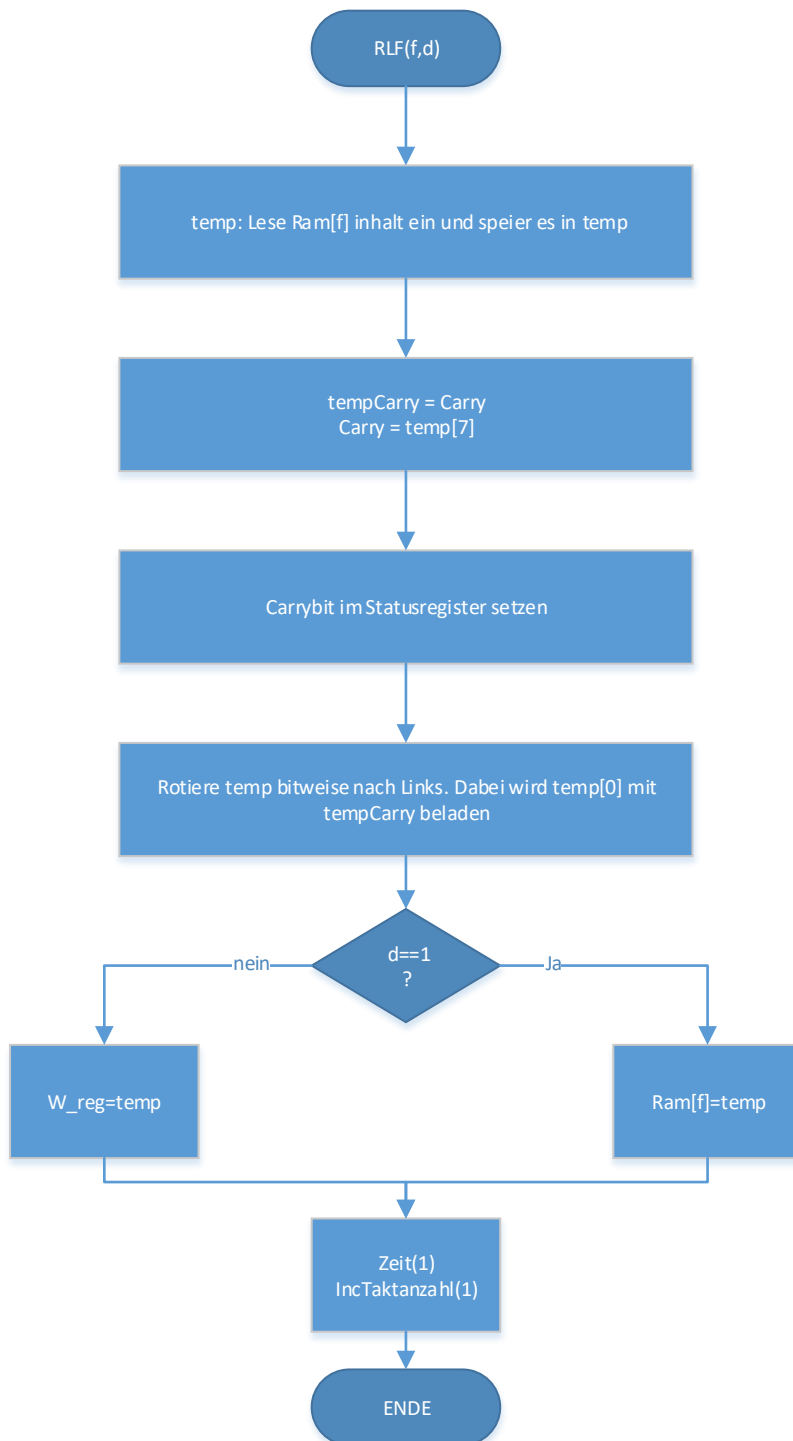 RLF(f,d)
temp: Lese Ram[f] inhalt ein und speier es in temp
tempCarry = Carry
Carry = temp[7]
Carrybit im Statusregister setzen
Rotiere temp bitweise nach Links. Dabei wird temp[0] mit
tempCarry beladen
d==1
?
nein
Ja
W_reg=temp
Ram[f]=temp
Zeit(1)
IncTaktanzahl(1)
ENDE